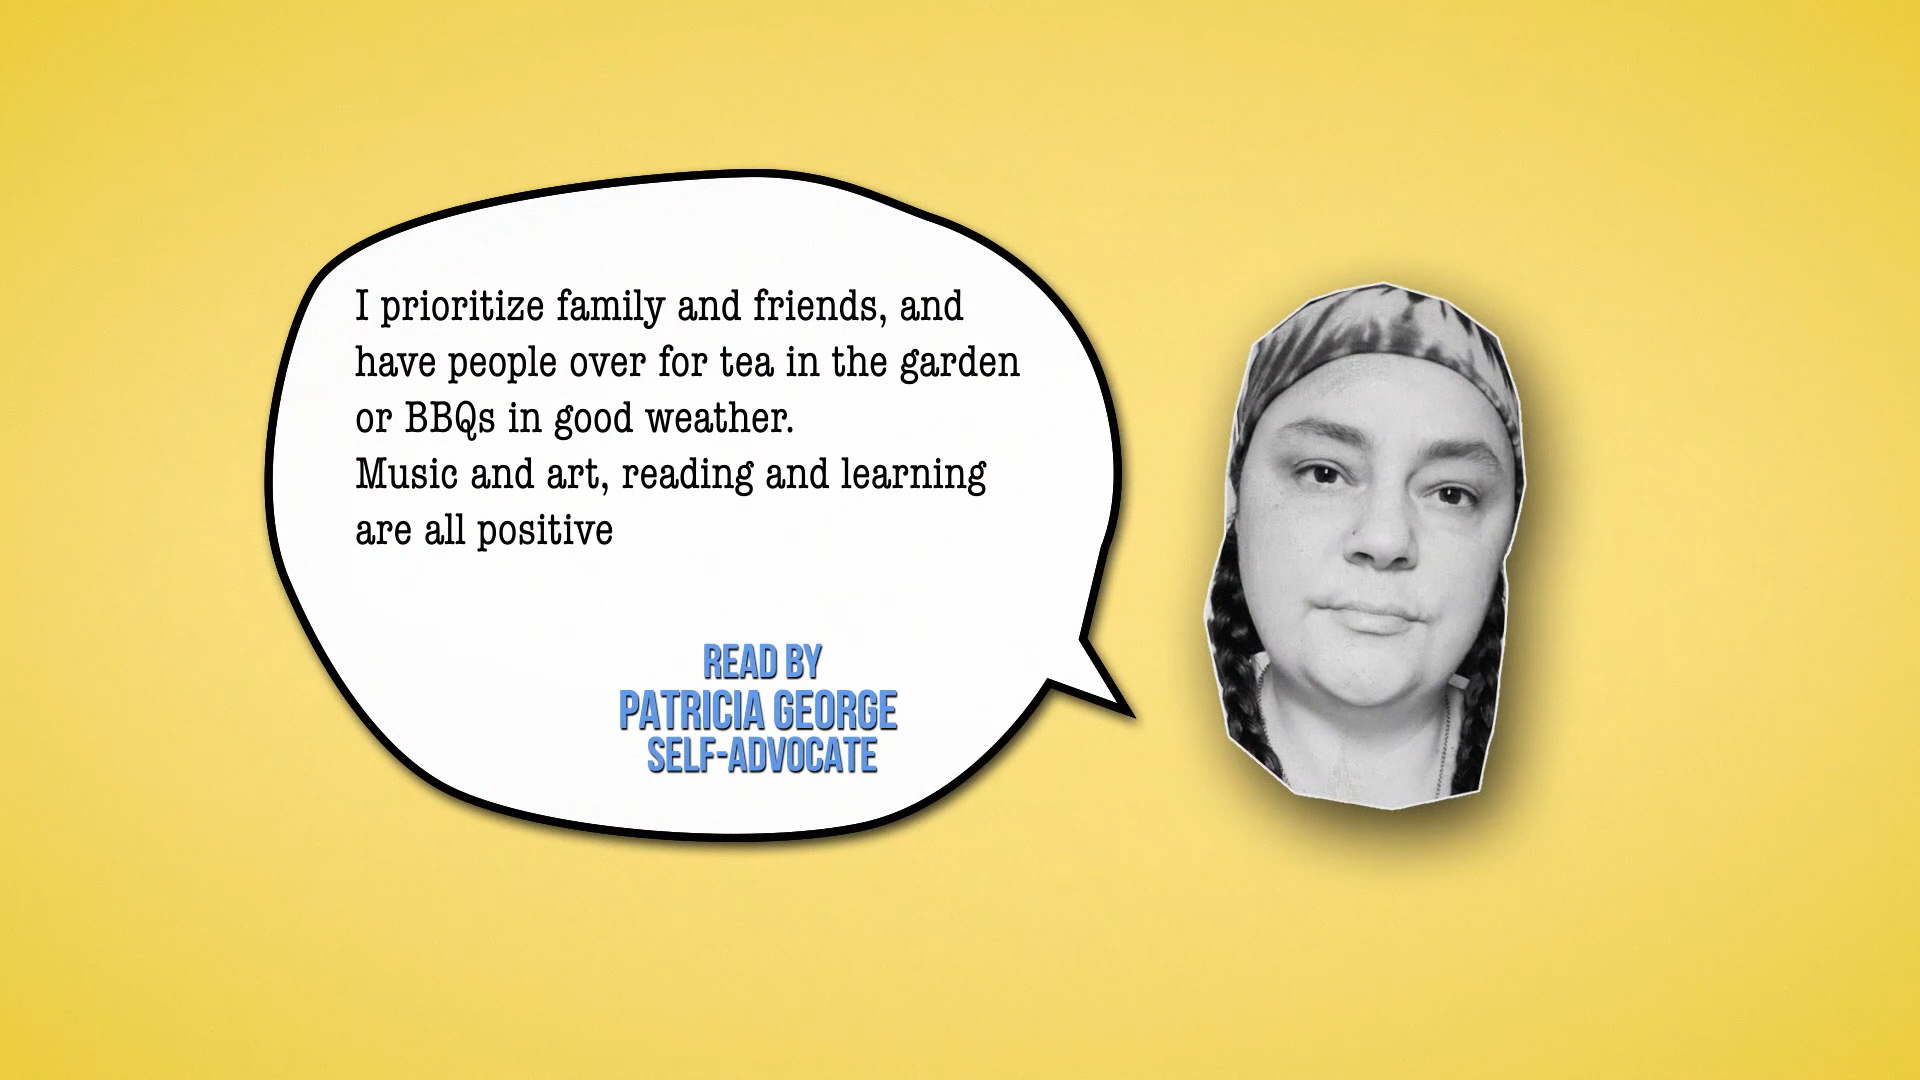 I prioritize family and friends, and
have people over for tea in the garden
or BBQs in good weather.
Music and art, reading and learning
are all positive
READ BY
PATRICIA GEORGE
SELF-ADVOCATE